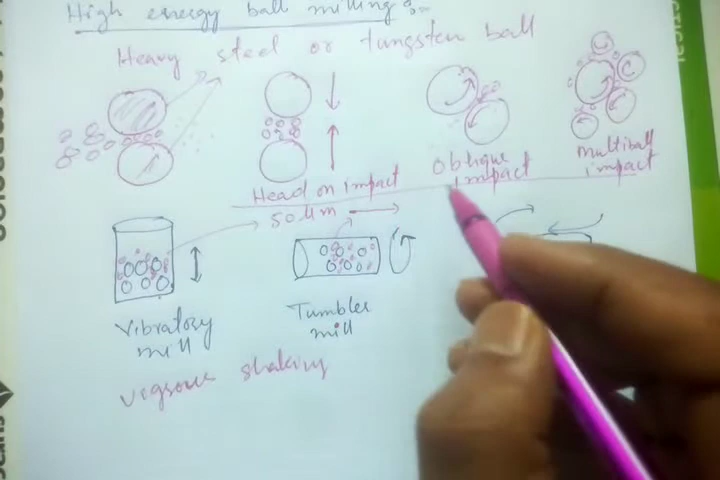 High energy ball milling:-
Heavy steel or tungsten ball
Head on impact
Oblique
impact
Multiball
impact
50 µm
Vibratory
mill
Tumbler
mill
vigrous shaking